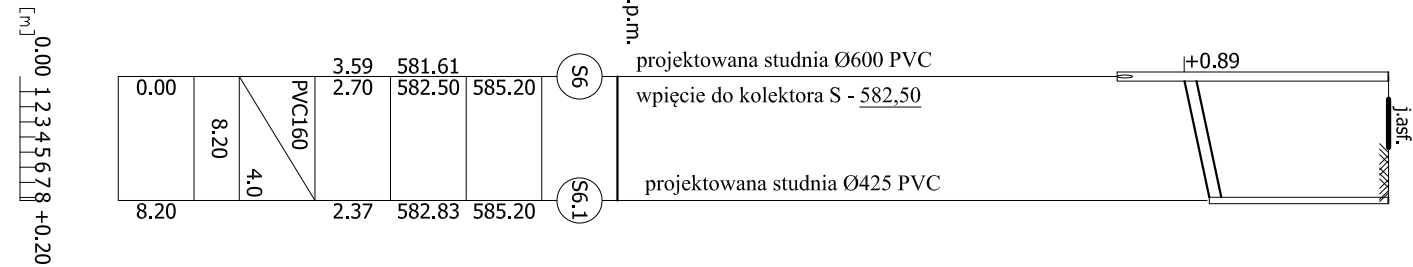 [m]
0.00 1 2 3 4 5 6 7 8 +0.20
.p.m.
3.59 581.61
0.00 2.70 582.50 585.20
PVC160
8.20
4.0
8.20 2.37 582.83 585.20
S6
S6.1
projektowana studnia Ø600 PVC
wpięcie do kolektora S - 582,50
projektowana studnia Ø425 PVC
+0.89
j.asf.